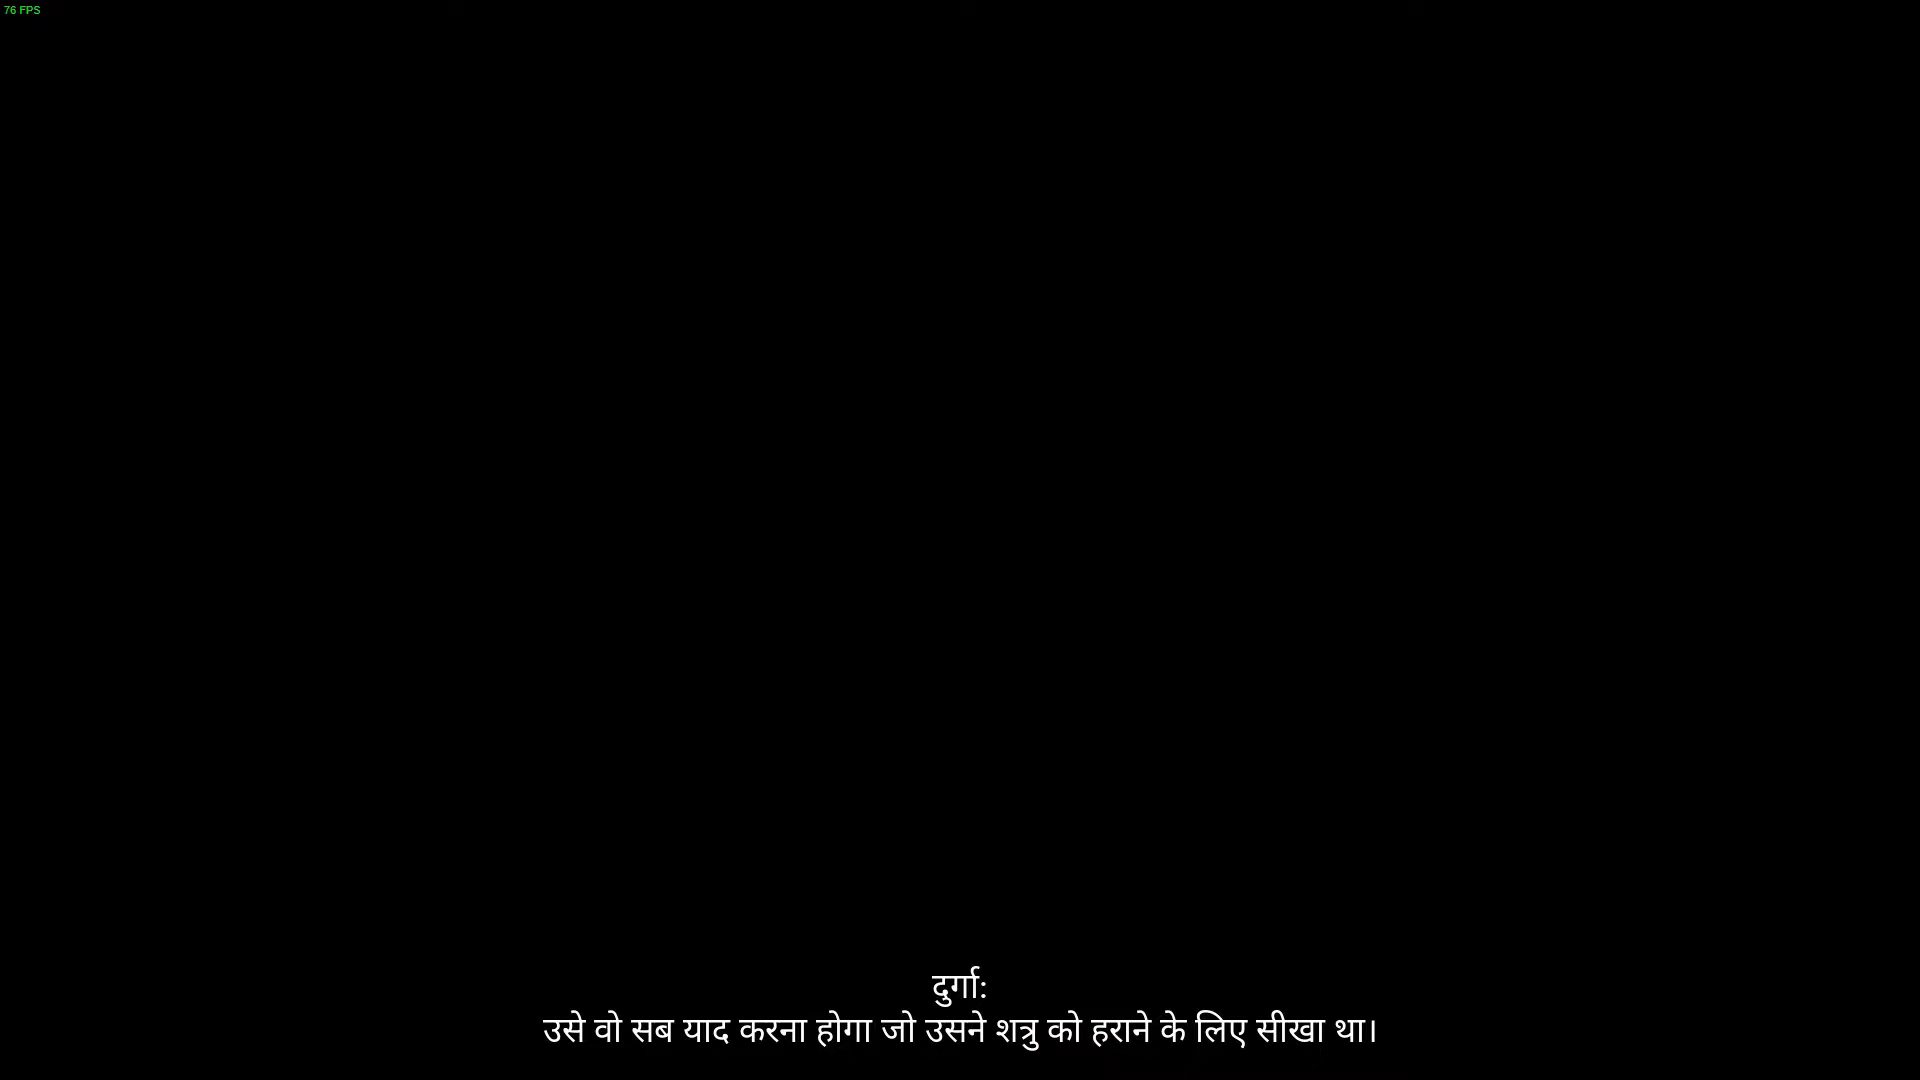 76 FPS
दुर्गा:
उसे वो सब याद करना होगा जो उसने शत्रु को हराने के लिए सीखा था।